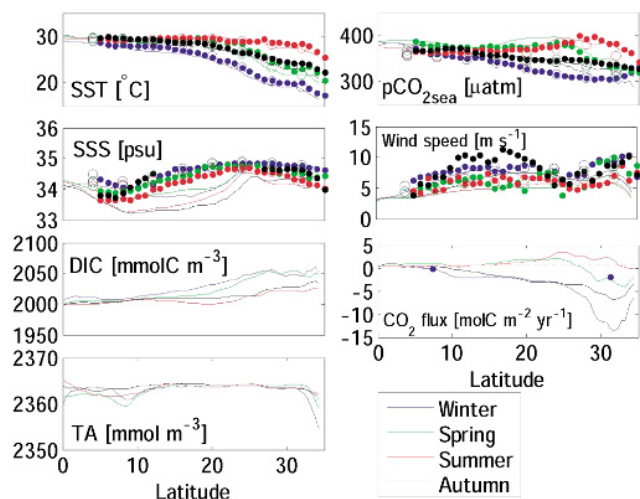 30
20
SST [°C]
400
350
300
pCO2sea [µatm]
36
35
34
33
SSS [psu]
15
10
5
0
Wind speed [m s-1]
2100
2050
2000
1950
DIC [mmolC m-3]
5
0
-5
-10
-15
CO2 flux [molC m-2 yr-1]
0 10 20 30
Latitude
2370
2360
2350
TA [mmol m-3]
0 10 20 30
Latitude
Winter
Spring
Summer
Autumn